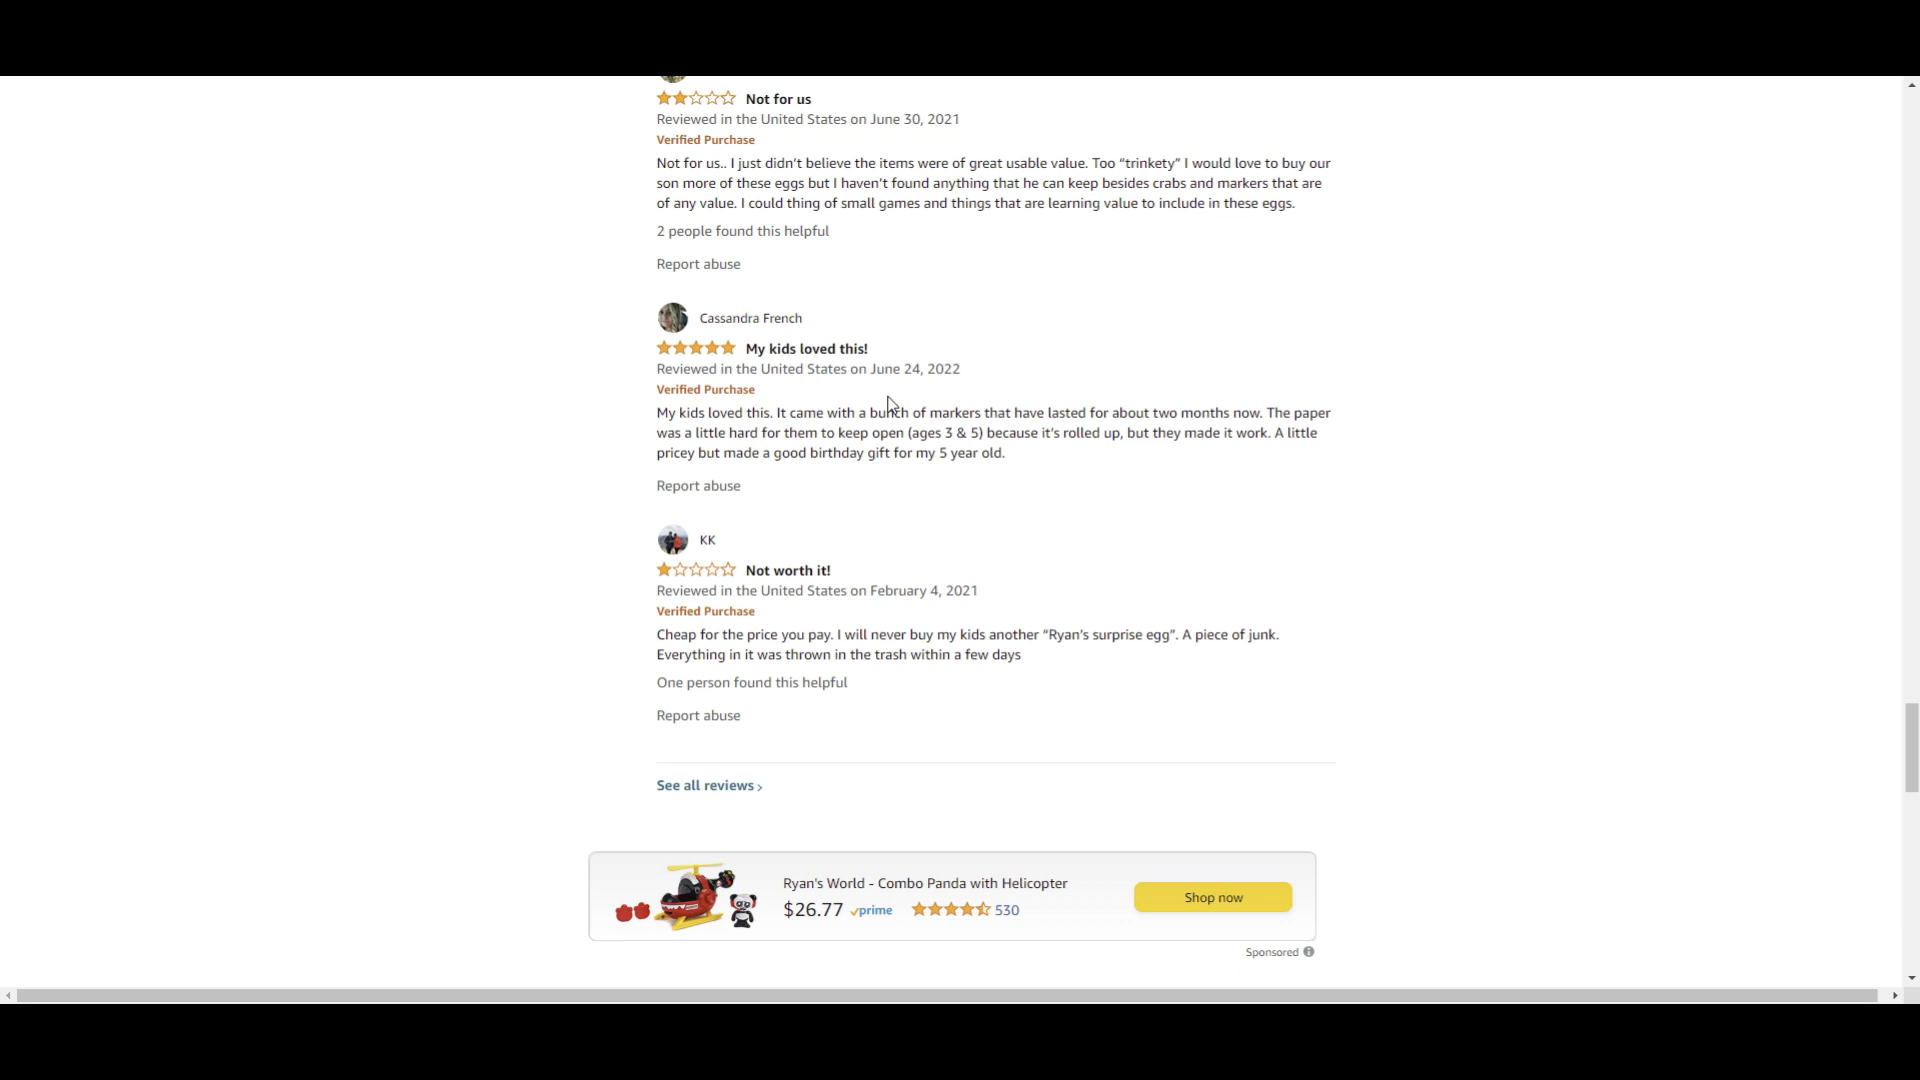 Not for us
Reviewed in the United States on June 30, 2021
Verified Purchase
Not for us.. I just didn't believe the items were of great usable value. Too “trinkety” I would love to buy our
son more of these eggs but I haven't found anything that he can keep besides crabs and markers that are
of any value. I could thing of small games and things that are learning value to include in these eggs.
2 people found this helpful
Report abuse
Cassandra French
My kids loved this!
Reviewed in the United States on June 24, 2022
Verified Purchase
My kids loved this. It came with a bunch of markers that have lasted for about two months now. The paper
was a little hard for them to keep open (ages 3 & 5) because it's rolled up, but they made it work. A little
pricey but made a good birthday gift for my 5 year old.
Report abuse
KK
Not worth it!
Reviewed in the United States on February 4, 2021
Verified Purchase
Cheap for the price you pay. I will never buy my kids another “Ryan's surprise egg”. A piece of junk.
Everything in it was thrown in the trash within a few days
One person found this helpful
Report abuse
See all reviews ›
Ryan's World - Combo Panda with Helicopter
$26.77 prime 530
Shop now
Sponsored